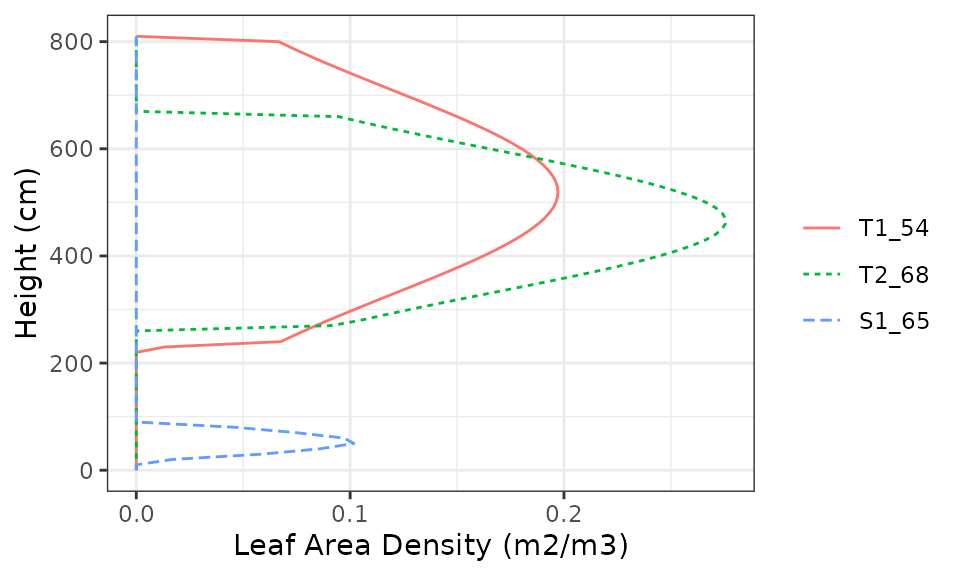 800
600
400
200
0
Height (cm)
0.0 0.1 0.2
Leaf Area Density (m2/m3)
T1_54
T2_68
S1_65